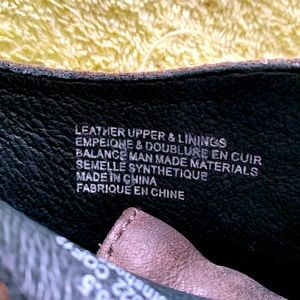 LEATHER UPPER & LININGS
EMPEIGNE & DOUBLURE EN CUIR
BALANCE MAN MADE MATERIALS
SEMELLE SYNTHETIQUE
MADE IN CHINA
FABRIQUE EN CHINE